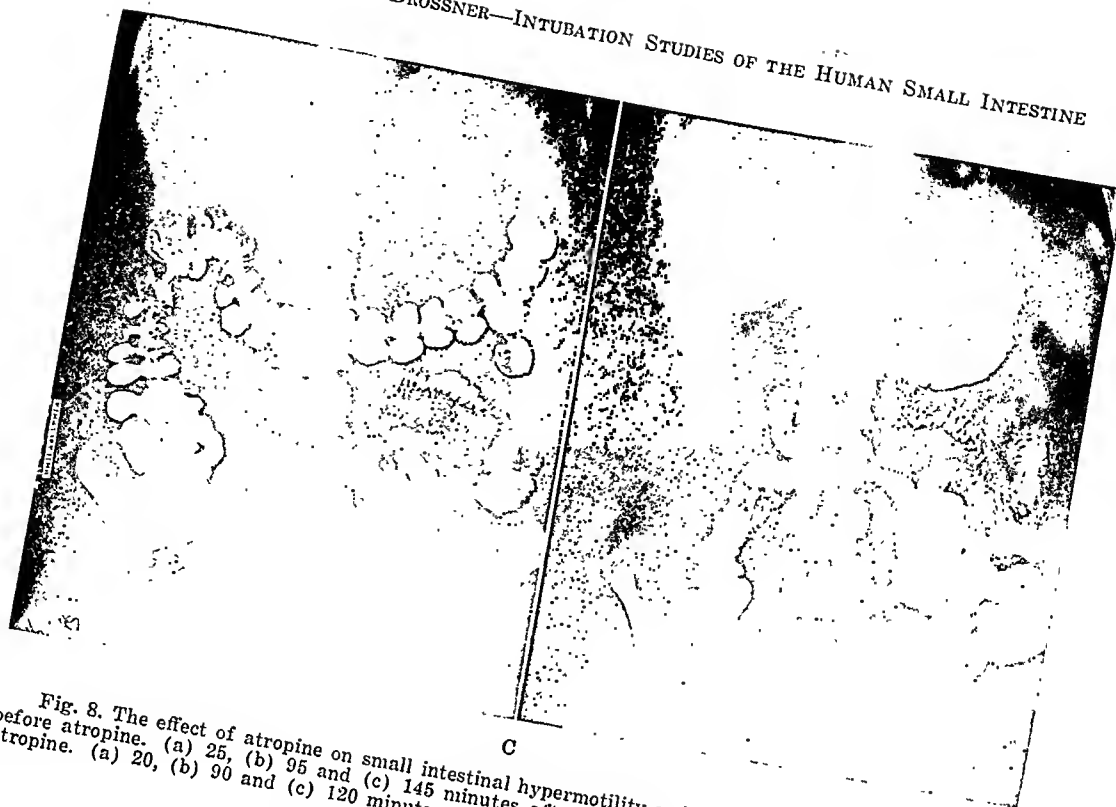 BROSSNER—INTUBATION STUDIES OF THE HUMAN SMALL INTESTINE
C
Fig. 8. The effect of atropine on small intestinal hypermotility
before atropine. (a) 25, (b) 95 and (c) 145 minutes
atropine. (a) 20, (b) 90 and (c) 120